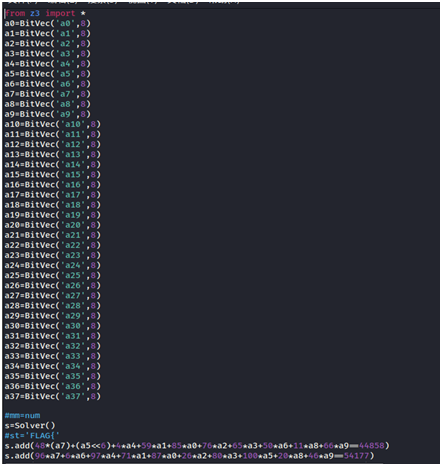 from z3 import *
a0=BitVec('a0',8)
a1=BitVec('a1',8)
a2=BitVec('a2',8)
a3=BitVec('a3',8)
a4=BitVec('a4',8)
a5=BitVec('a5',8)
a6=BitVec('a6',8)
a7=BitVec('a7',8)
a8=BitVec('a8',8)
a9=BitVec('a9',8)
a10=BitVec('a10',8)
a11=BitVec('a11',8)
a12=BitVec('a12',8)
a13=BitVec('a13',8)
a14=BitVec('a14',8)
a15=BitVec('a15',8)
a16=BitVec('a16',8)
a17=BitVec('a17',8)
a18=BitVec('a18',8)
a19=BitVec('a19',8)
a20=BitVec('a20',8)
a21=BitVec('a21',8)
a22=BitVec('a22',8)
a23=BitVec('a23',8)
a24=BitVec('a24',8)
a25=BitVec('a25',8)
a26=BitVec('a26',8)
a27=BitVec('a27',8)
a28=BitVec('a28',8)
a29=BitVec('a29',8)
a30=BitVec('a30',8)
a31=BitVec('a31',8)
a32=BitVec('a32',8)
a33=BitVec('a33',8)
a34=BitVec('a34',8)
a35=BitVec('a35',8)
a36=BitVec('a36',8)
a37=BitVec('a37',8)
#mm=num
s=Solver()
#st='FLAG{'
s.add(48*(a7)+(a5<<6)+4*a4+59*a1+85*a0+76*a2+65*a3+50*a6+11*a8+66*a9==44858)
s.add(96*a7+6*a6+97*a4+71*a1+87*a0+26*a2+80*a3+100*a5+20*a8+46*a9==54177)